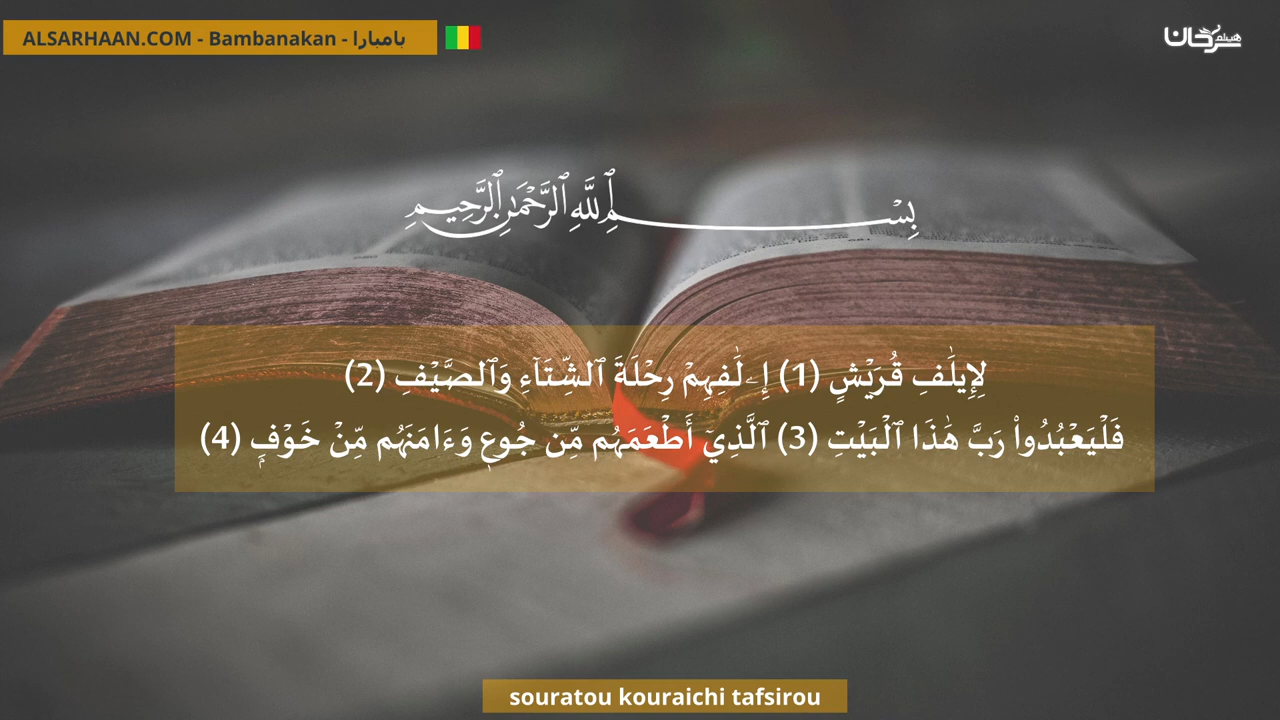 ALSARHAAN.COM - Bambanakan - بامبارا
هيثم سرحان
بِسْمِ ٱللَّهِ ٱلرَّحْمَٰنِ ٱلرَّحِيمِ
لِإِيلَٰفِ قُرَيْشٍ (1) إِۦلَٰفِهِمْ رِحْلَةَ ٱلشِّتَآءِ وَٱلصَّيْفِ (2)
فَلْيَعْبُدُوا۟ رَبَّ هَٰذَا ٱلْبَيْتِ (3) ٱلَّذِىٓ أَطْعَمَهُم مِّن جُوعٍ وَءَامَنَهُم مِّنْ خَوْفٍۭ (4)
souratou kouraichi tafsirou